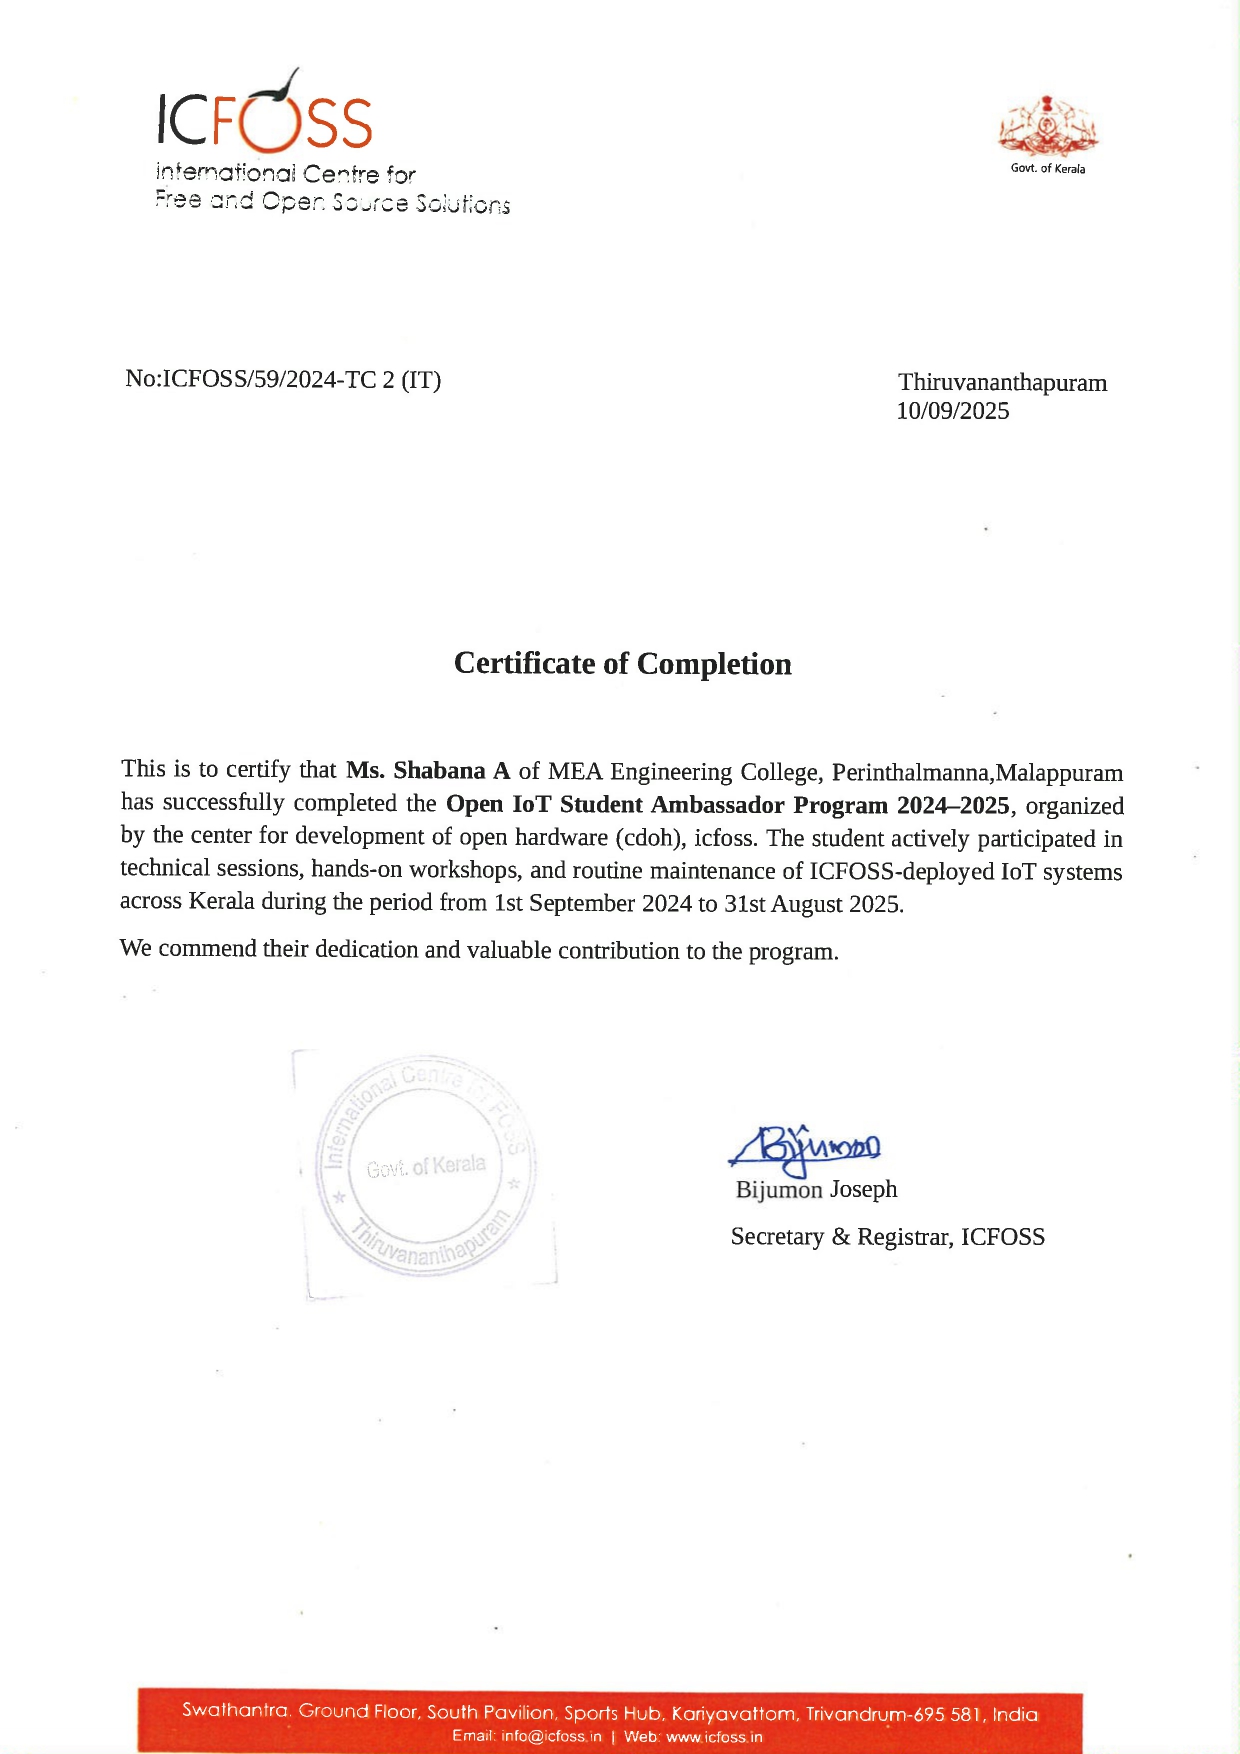 ICFOSS
International Centre for
Free and Open Source Solutions
Govt. of Kerala
No:ICFOSS/59/2024-TC 2 (IT)
Thiruvananthapuram
10/09/2025
Certificate of Completion
This is to certify that Ms. Shabana A of MEA Engineering College, Perinthalmanna,Malappuram
has successfully completed the Open IoT Student Ambassador Program 2024–2025, organized
by the center for development of open hardware (cdoh), icfoss. The student actively participated in
technical sessions, hands-on workshops, and routine maintenance of ICFOSS-deployed IoT systems
across Kerala during the period from 1st September 2024 to 31st August 2025.
We commend their dedication and valuable contribution to the program.
International Centre for FOSS
Govt. of Kerala
Thiruvananthapuram
Bijumon
Bijumon Joseph
Secretary & Registrar, ICFOSS
Swathantra, Ground Floor, South Pavilion, Sports Hub, Kariyavattom, Trivandrum-695 581, India
Email: info@icfoss.in | Web: www.icfoss.in